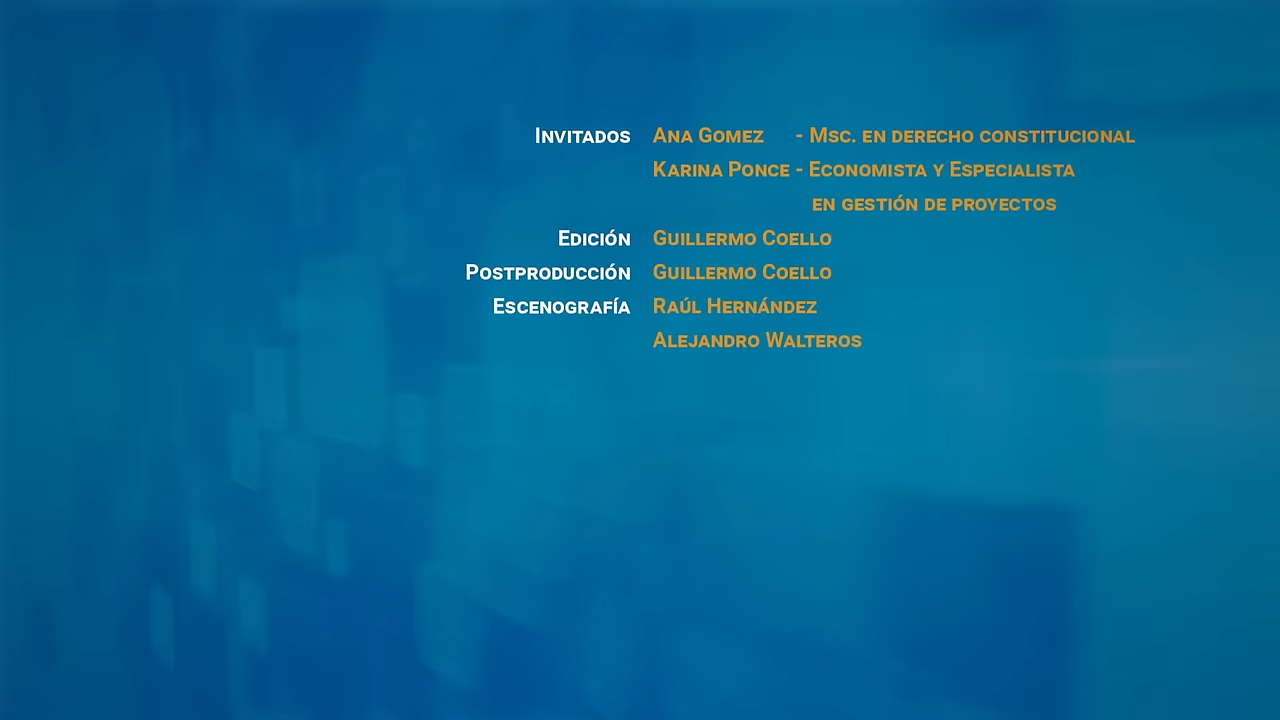 Invitados Ana Gomez - Msc. en derecho constitucional
Karina Ponce - Economista y Especialista
en gestión de proyectos
Edición Guillermo Coello
Postproducción Guillermo Coello
Escenografía Raúl Hernández
Alejandro Walteros